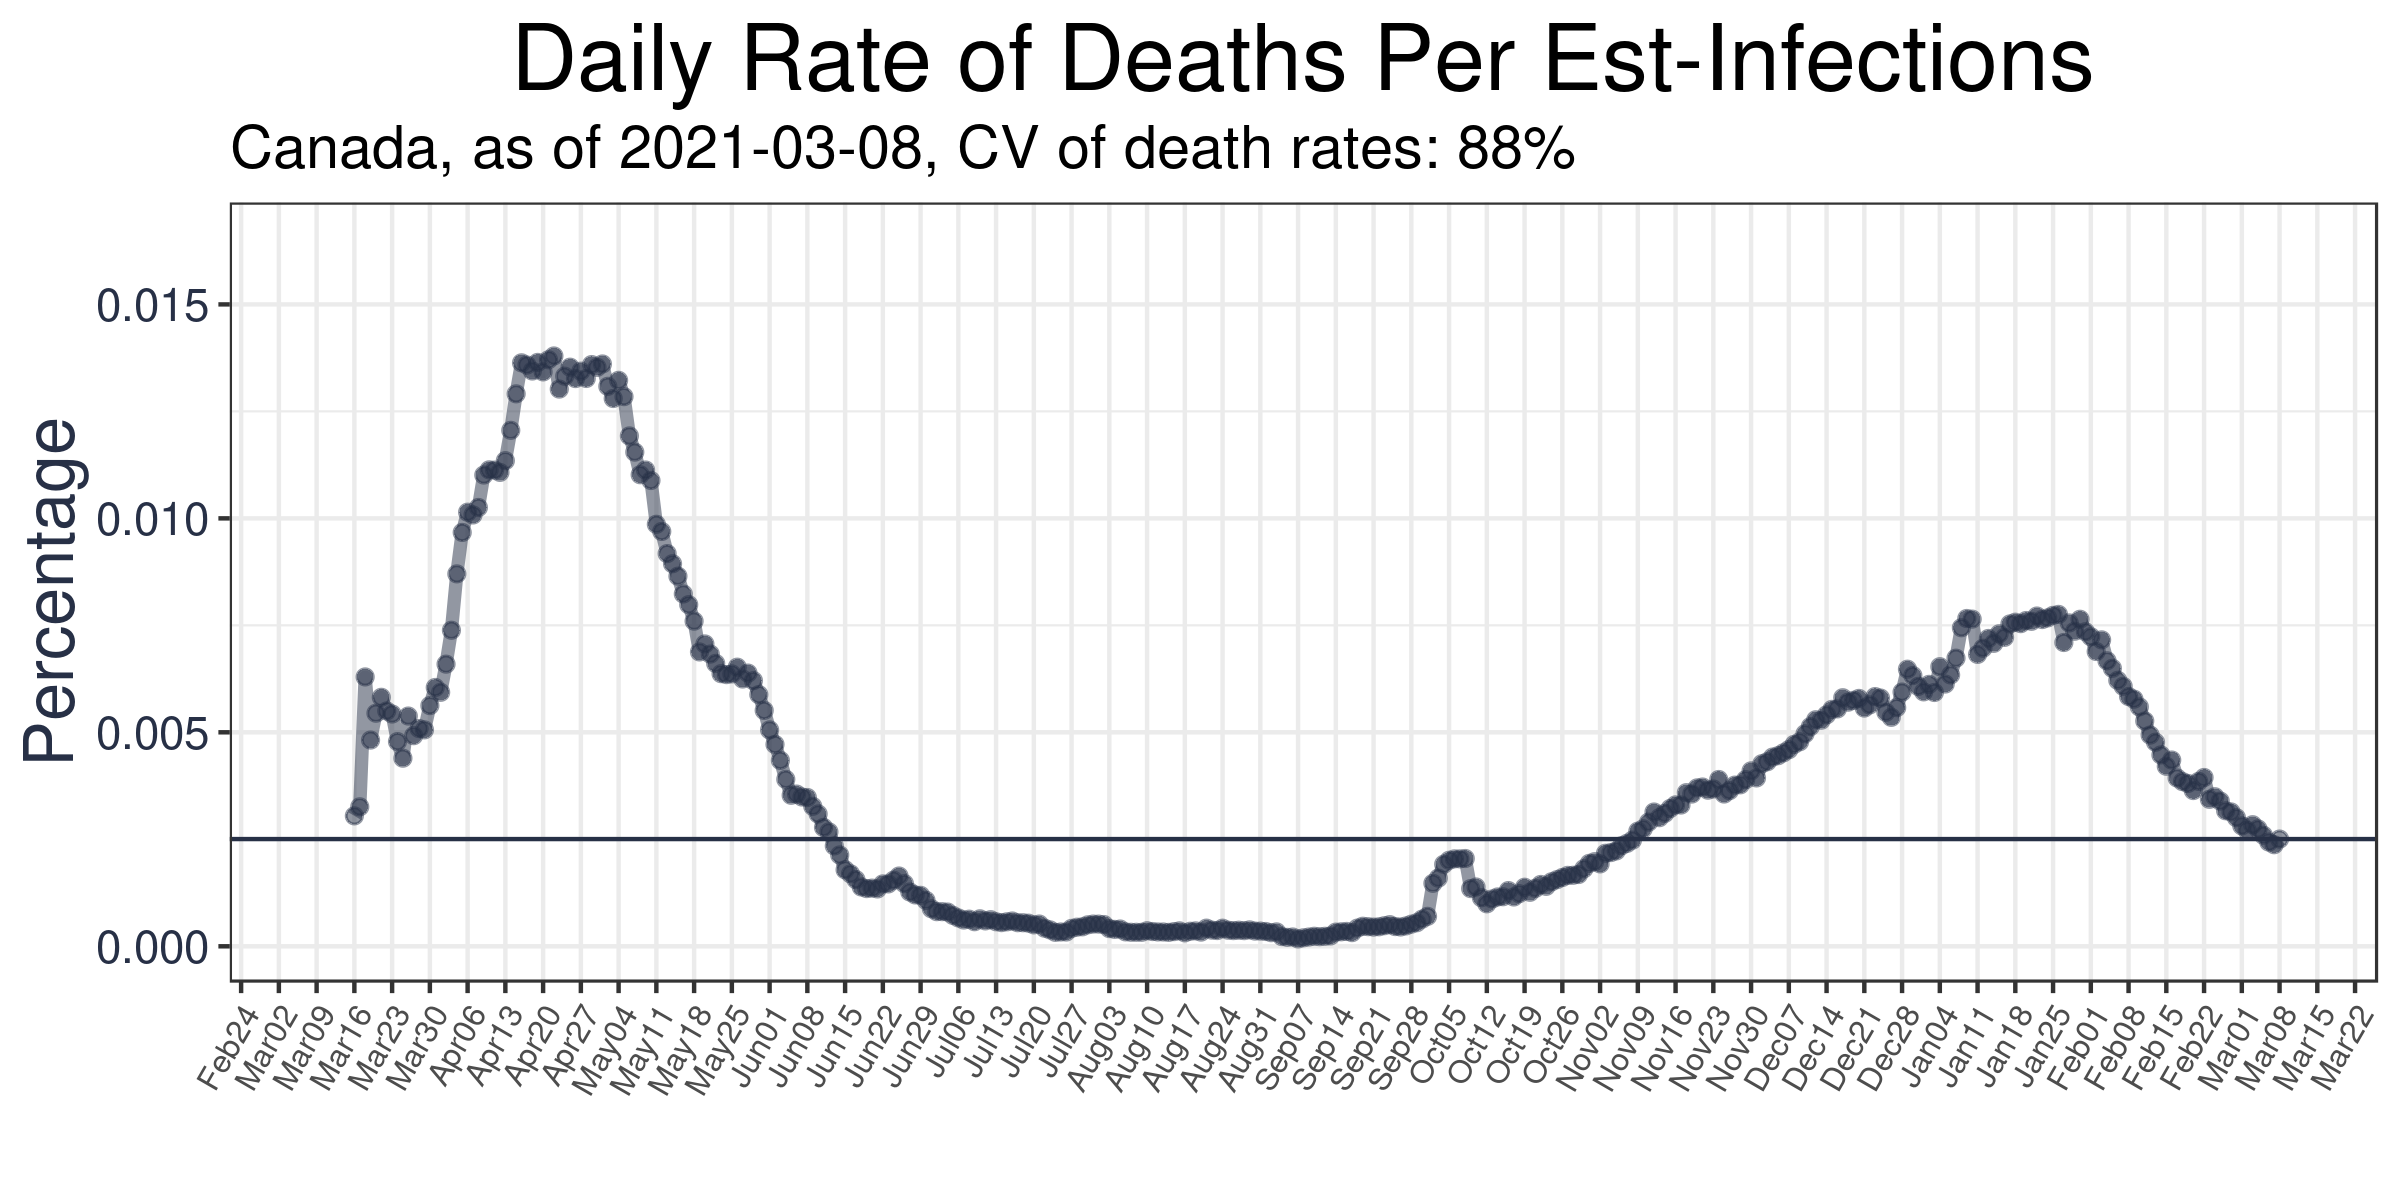 Daily Rate of Deaths Per Est-Infections
Canada, as of 2021-03-08, CV of death rates: 88%
Percentage
0.015
0.010
0.005
0.000
Feb24
Mar02
Mar09
Mar16
Mar23
Mar30
Apr06
Apr13
Apr20
Apr27
May04
May11
May18
May25
Jun01
Jun08
Jun15
Jun22
Jun29
Jul06
Jul13
Jul20
Jul27
Aug03
Aug10
Aug17
Aug24
Aug31
Sep07
Sep14
Sep21
Sep28
Oct05
Oct12
Oct19
Oct26
Nov02
Nov09
Nov16
Nov23
Nov30
Dec07
Dec14
Dec21
Dec28
Jan04
Jan11
Jan18
Jan25
Feb01
Feb08
Feb15
Feb22
Mar01
Mar08
Mar15
Mar22